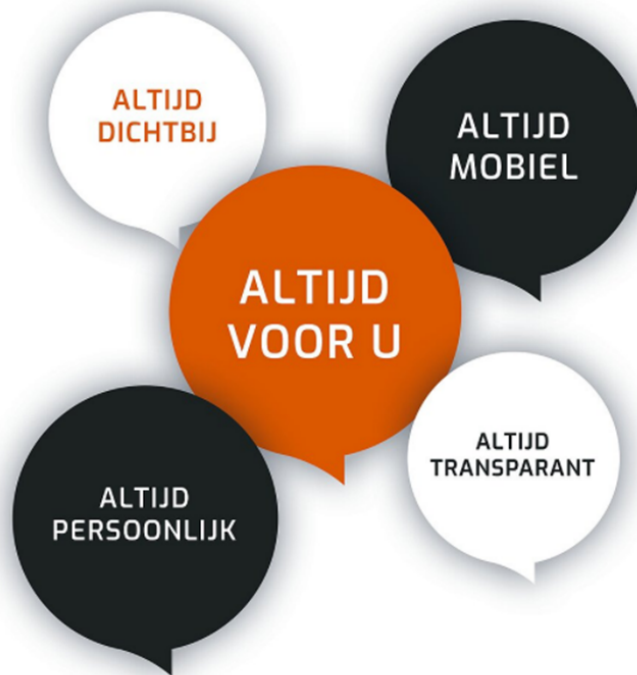 ALTIJD
DICHTBIJ
ALTIJD
MOBIEL
ALTIJD
VOOR U
ALTIJD
TRANSPARANT
ALTIJD
PERSOONLIJK